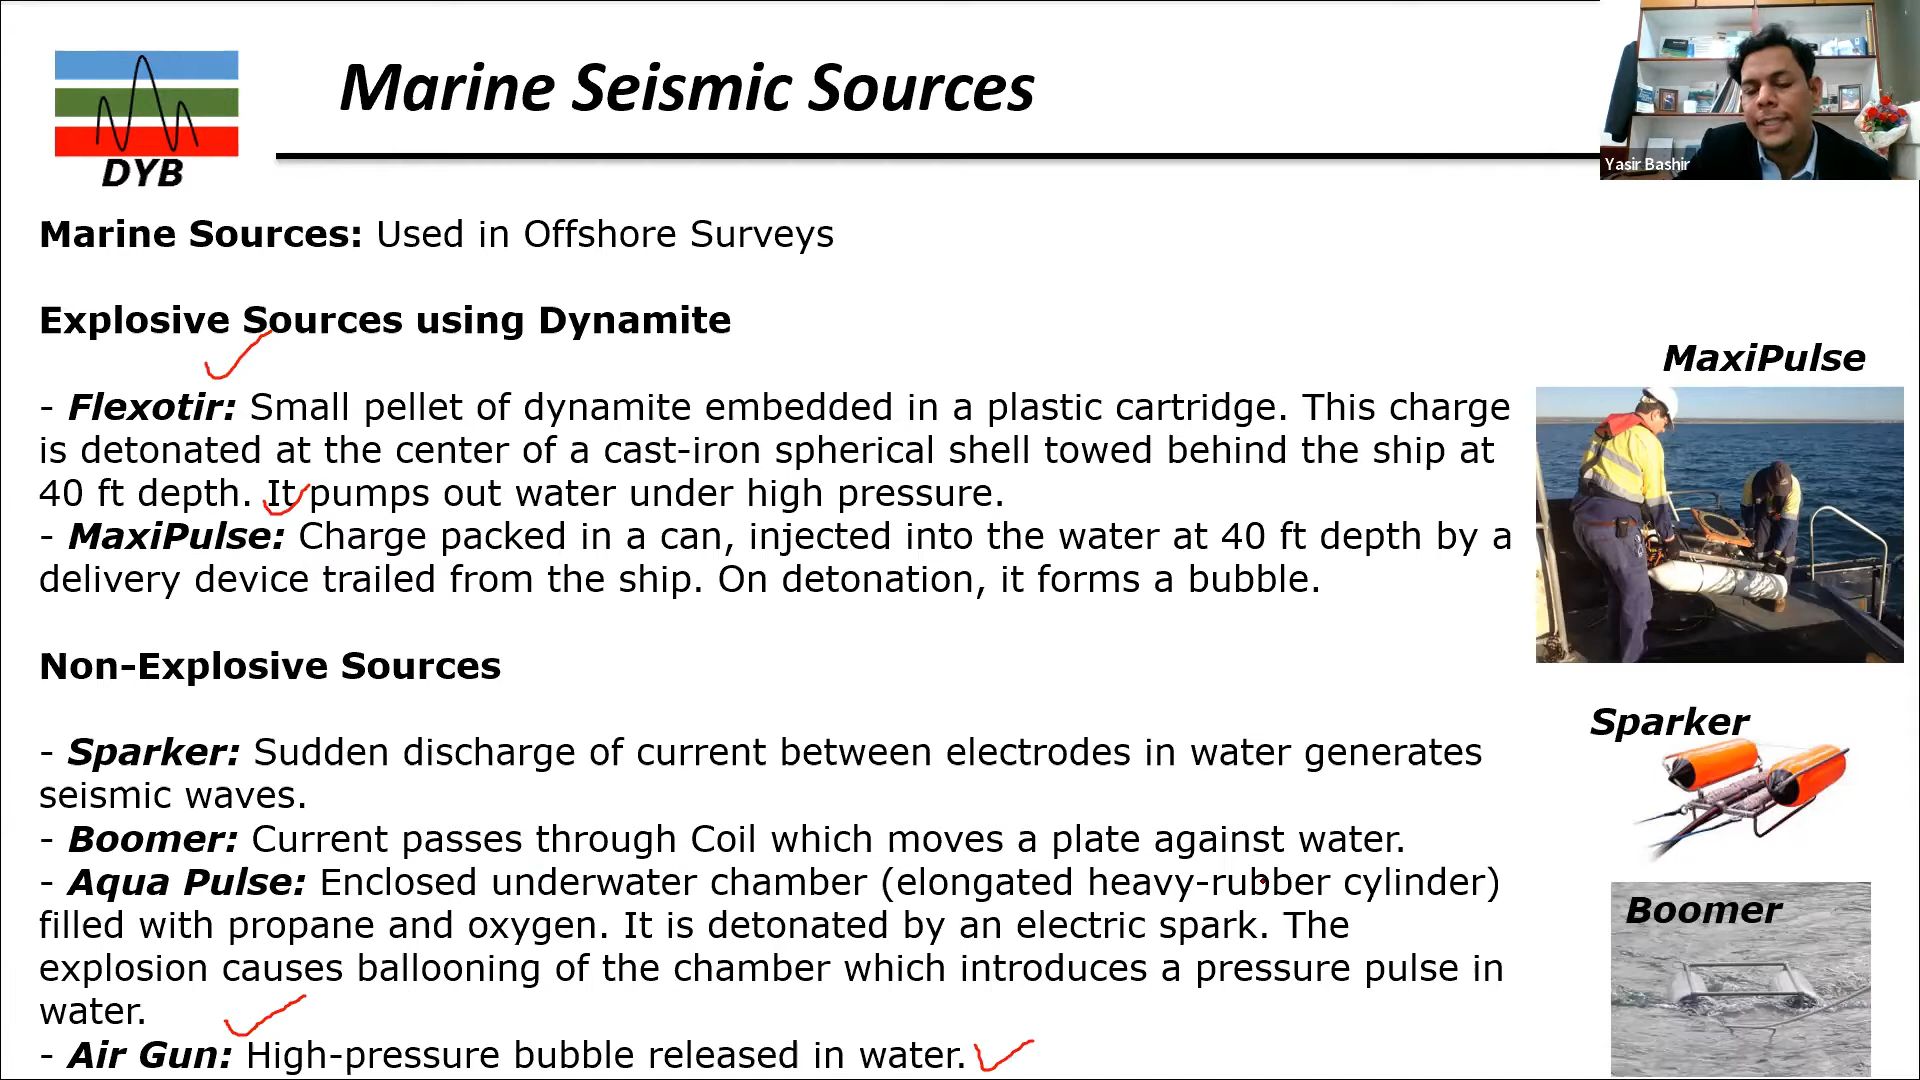 Marine Seismic Sources
DYB
Yasir Bashir
Marine Sources: Used in Offshore Surveys
Explosive Sources using Dynamite
- Flexotir: Small pellet of dynamite embedded in a plastic cartridge. This charge
is detonated at the center of a cast-iron spherical shell towed behind the ship at
40 ft depth. It pumps out water under high pressure.
- MaxiPulse: Charge packed in a can, injected into the water at 40 ft depth by a
delivery device trailed from the ship. On detonation, it forms a bubble.
Non-Explosive Sources
- Sparker: Sudden discharge of current between electrodes in water generates
seismic waves.
- Boomer: Current passes through Coil which moves a plate against water.
- Aqua Pulse: Enclosed underwater chamber (elongated heavy-rubber cylinder)
filled with propane and oxygen. It is detonated by an electric spark. The
explosion causes ballooning of the chamber which introduces a pressure pulse in
water.
- Air Gun: High-pressure bubble released in water.
MaxiPulse
Sparker
Boomer